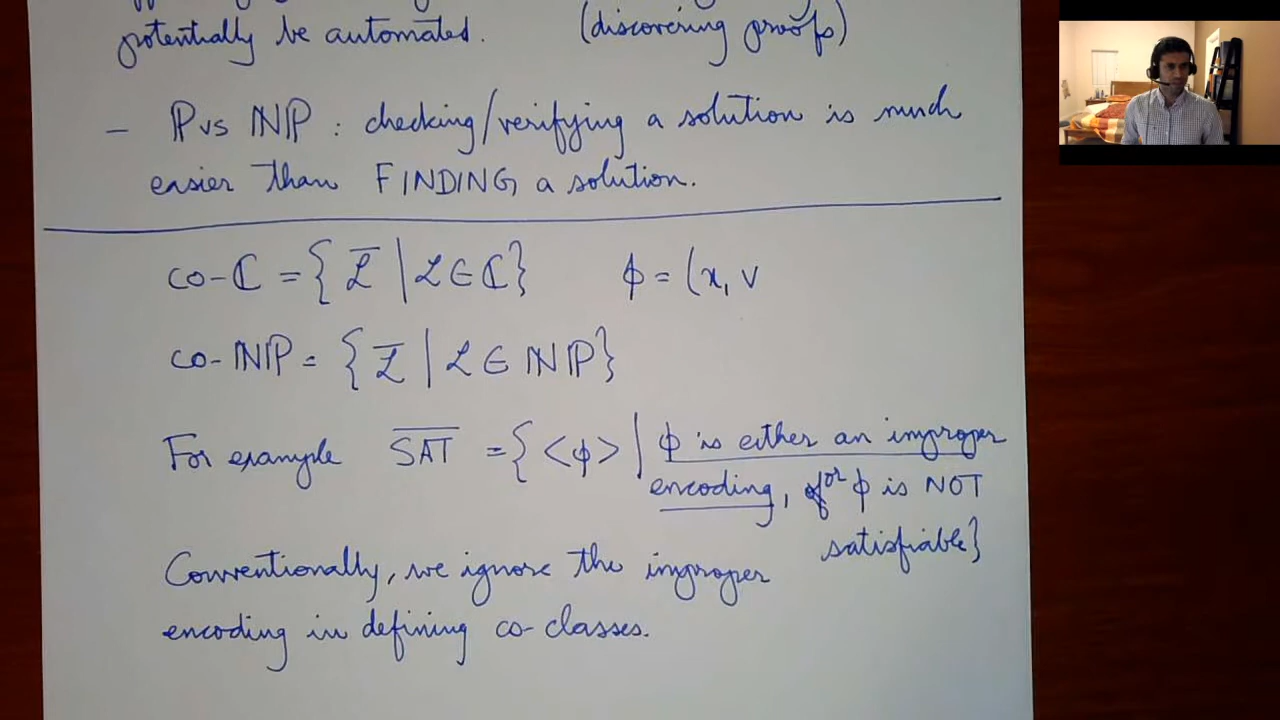 potentially be automated. (discovering proofs)
- P vs NP : checking/verifying a solution is much
easier than FINDING a solution.
co-ℂ = { L̅ | L ∈ ℂ } ϕ = (x, v
co-NP = { L̅ | L ∈ NP }
For example S̅A̅T̅ = { <ϕ> | ϕ is either an improper
encoding, or ϕ is NOT
satisfiable }
Conventionally, we ignore the improper
encoding in defining co-classes.